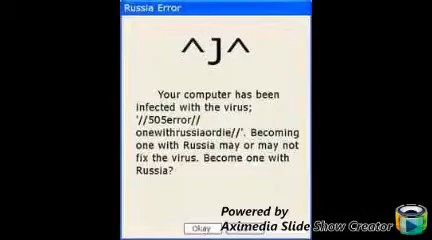 Russia Error
^J^
Your computer has been
infected with the virus;
'//505error//
onewithrussiaordie//'. Becoming
one with Russia may or may not
fix the virus. Become one with
Russia?
Okay
Powered by
Aximedia Slide Show Creator